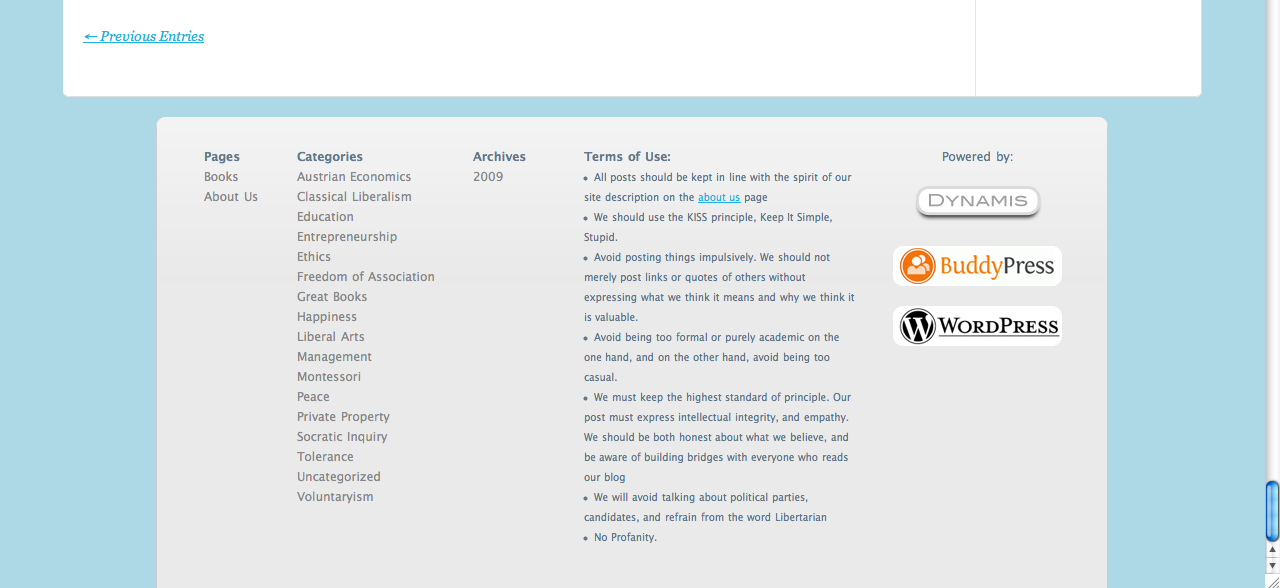 ← Previous Entries
Pages
Books
About Us
Categories
Austrian Economics
Classical Liberalism
Education
Entrepreneurship
Ethics
Freedom of Association
Great Books
Happiness
Liberal Arts
Management
Montessori
Peace
Private Property
Socratic Inquiry
Tolerance
Uncategorized
Voluntaryism
Archives
2009
Terms of Use:
• All posts should be kept in line with the spirit of our
site description on the about us page
• We should use the KISS principle, Keep It Simple,
Stupid.
• Avoid posting things impulsively. We should not
merely post links or quotes of others without
expressing what we think it means and why we think it
is valuable.
• Avoid being too formal or purely academic on the
one hand, and on the other hand, avoid being too
casual.
• We must keep the highest standard of principle. Our
post must express intellectual integrity, and empathy.
We should be both honest about what we believe, and
be aware of building bridges with everyone who reads
our blog
• We will avoid talking about political parties,
candidates, and refrain from the word Libertarian
• No Profanity.
Powered by:
DYNAMIS
BuddyPress
WORDPRESS